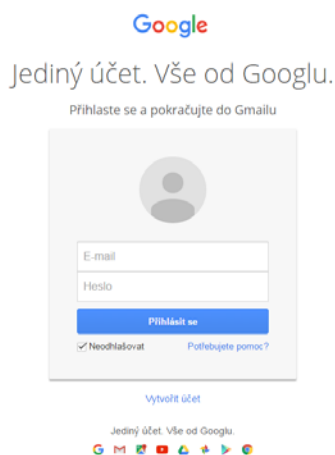 Google
Jediný účet. Vše od Googlu.
Přihlaste se a pokračujte do Gmailu
E-mail
Heslo
Přihlásit se
Neodhlašovat Potřebujete pomoc?
Vytvořit účet
Jediný účet. Vše od Googlu.